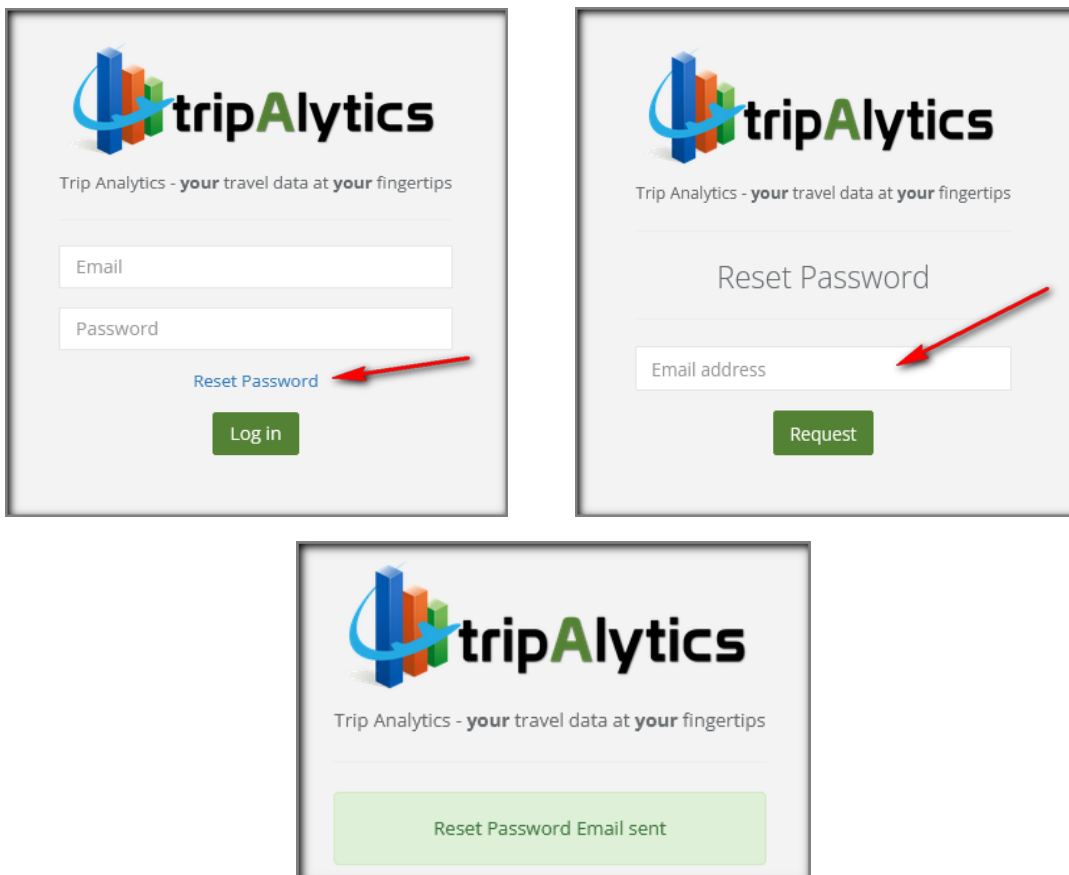 tripAlytics
Trip Analytics - your travel data at your fingertips
Email
Password
Reset Password
Log in
tripAlytics
Trip Analytics - your travel data at your fingertips
Reset Password
Email address
Request
tripAlytics
Trip Analytics - your travel data at your fingertips
Reset Password Email sent